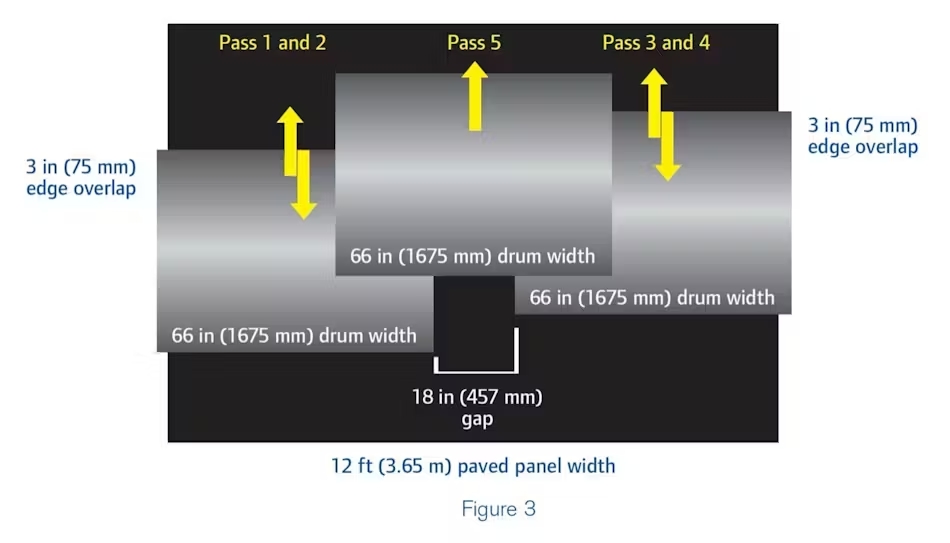 Pass 1 and 2
Pass 5
Pass 3 and 4
3 in (75 mm)
edge overlap
3 in (75 mm)
edge overlap
66 in (1675 mm) drum width
66 in (1675 mm) drum width
66 in (1675 mm) drum width
18 in (457 mm)
gap
12 ft (3.65 m) paved panel width
Figure 3